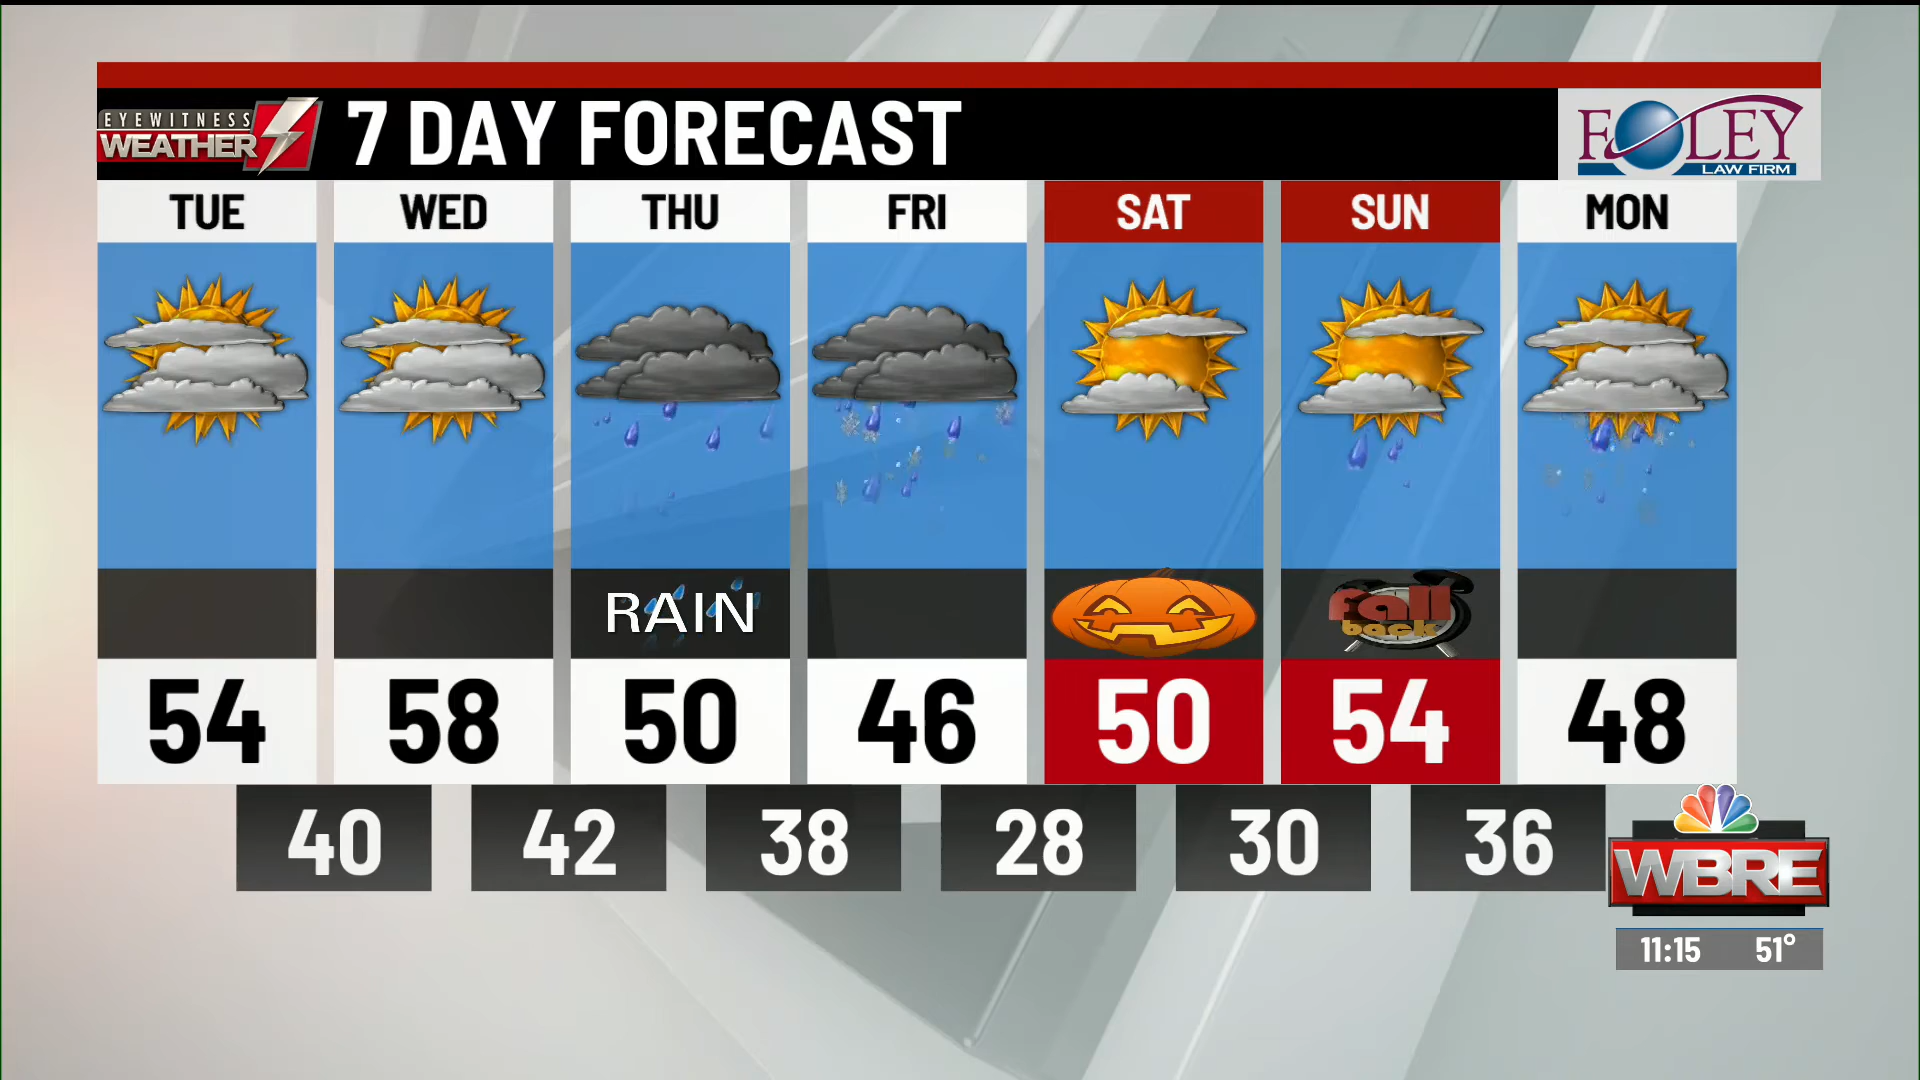 EYEWITNESS
WEATHER
7 DAY FORECAST
FOLEY
LAW FIRM
TUE
WED
THU
FRI
SAT
SUN
MON
RAIN
fall
back
54
58
50
46
50
54
48
40
42
38
28
30
36
WBRE
11:15 51°